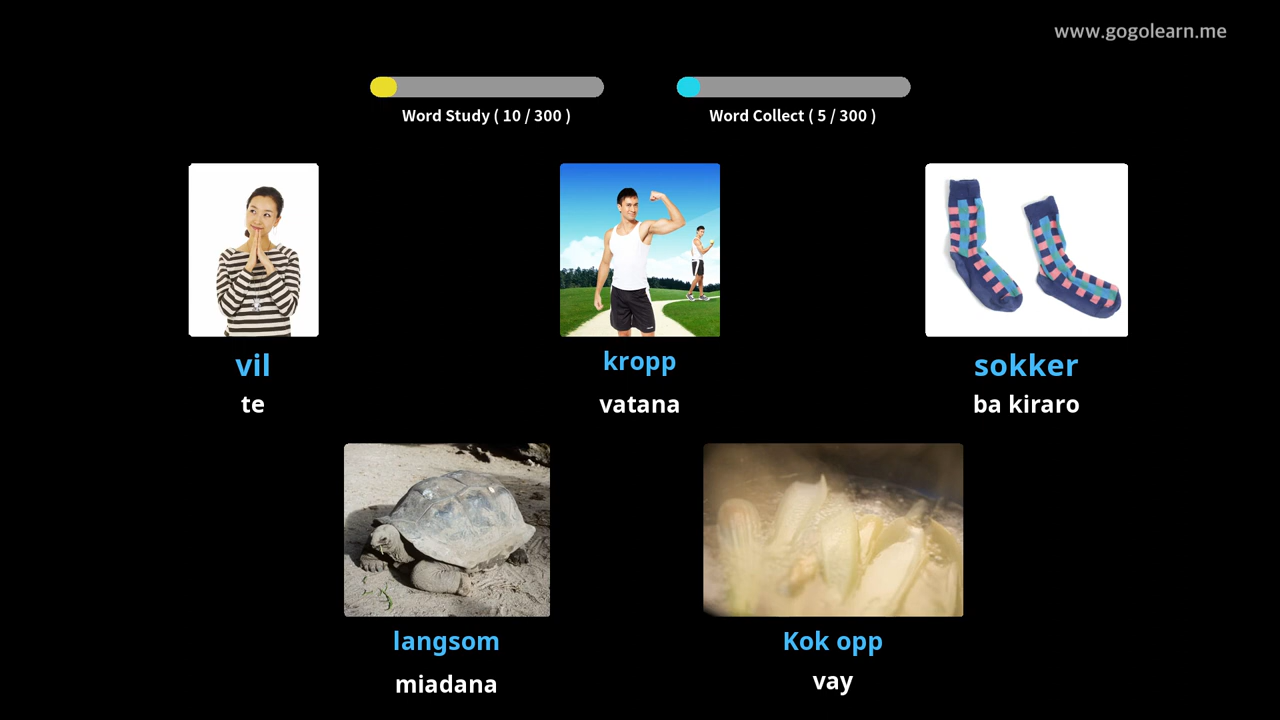 www.gogolearn.me
Word Study ( 10 / 300 )
Word Collect ( 5 / 300 )
vil
te
kropp
vatana
sokker
ba kiraro
langsom
miadana
Kok opp
vay